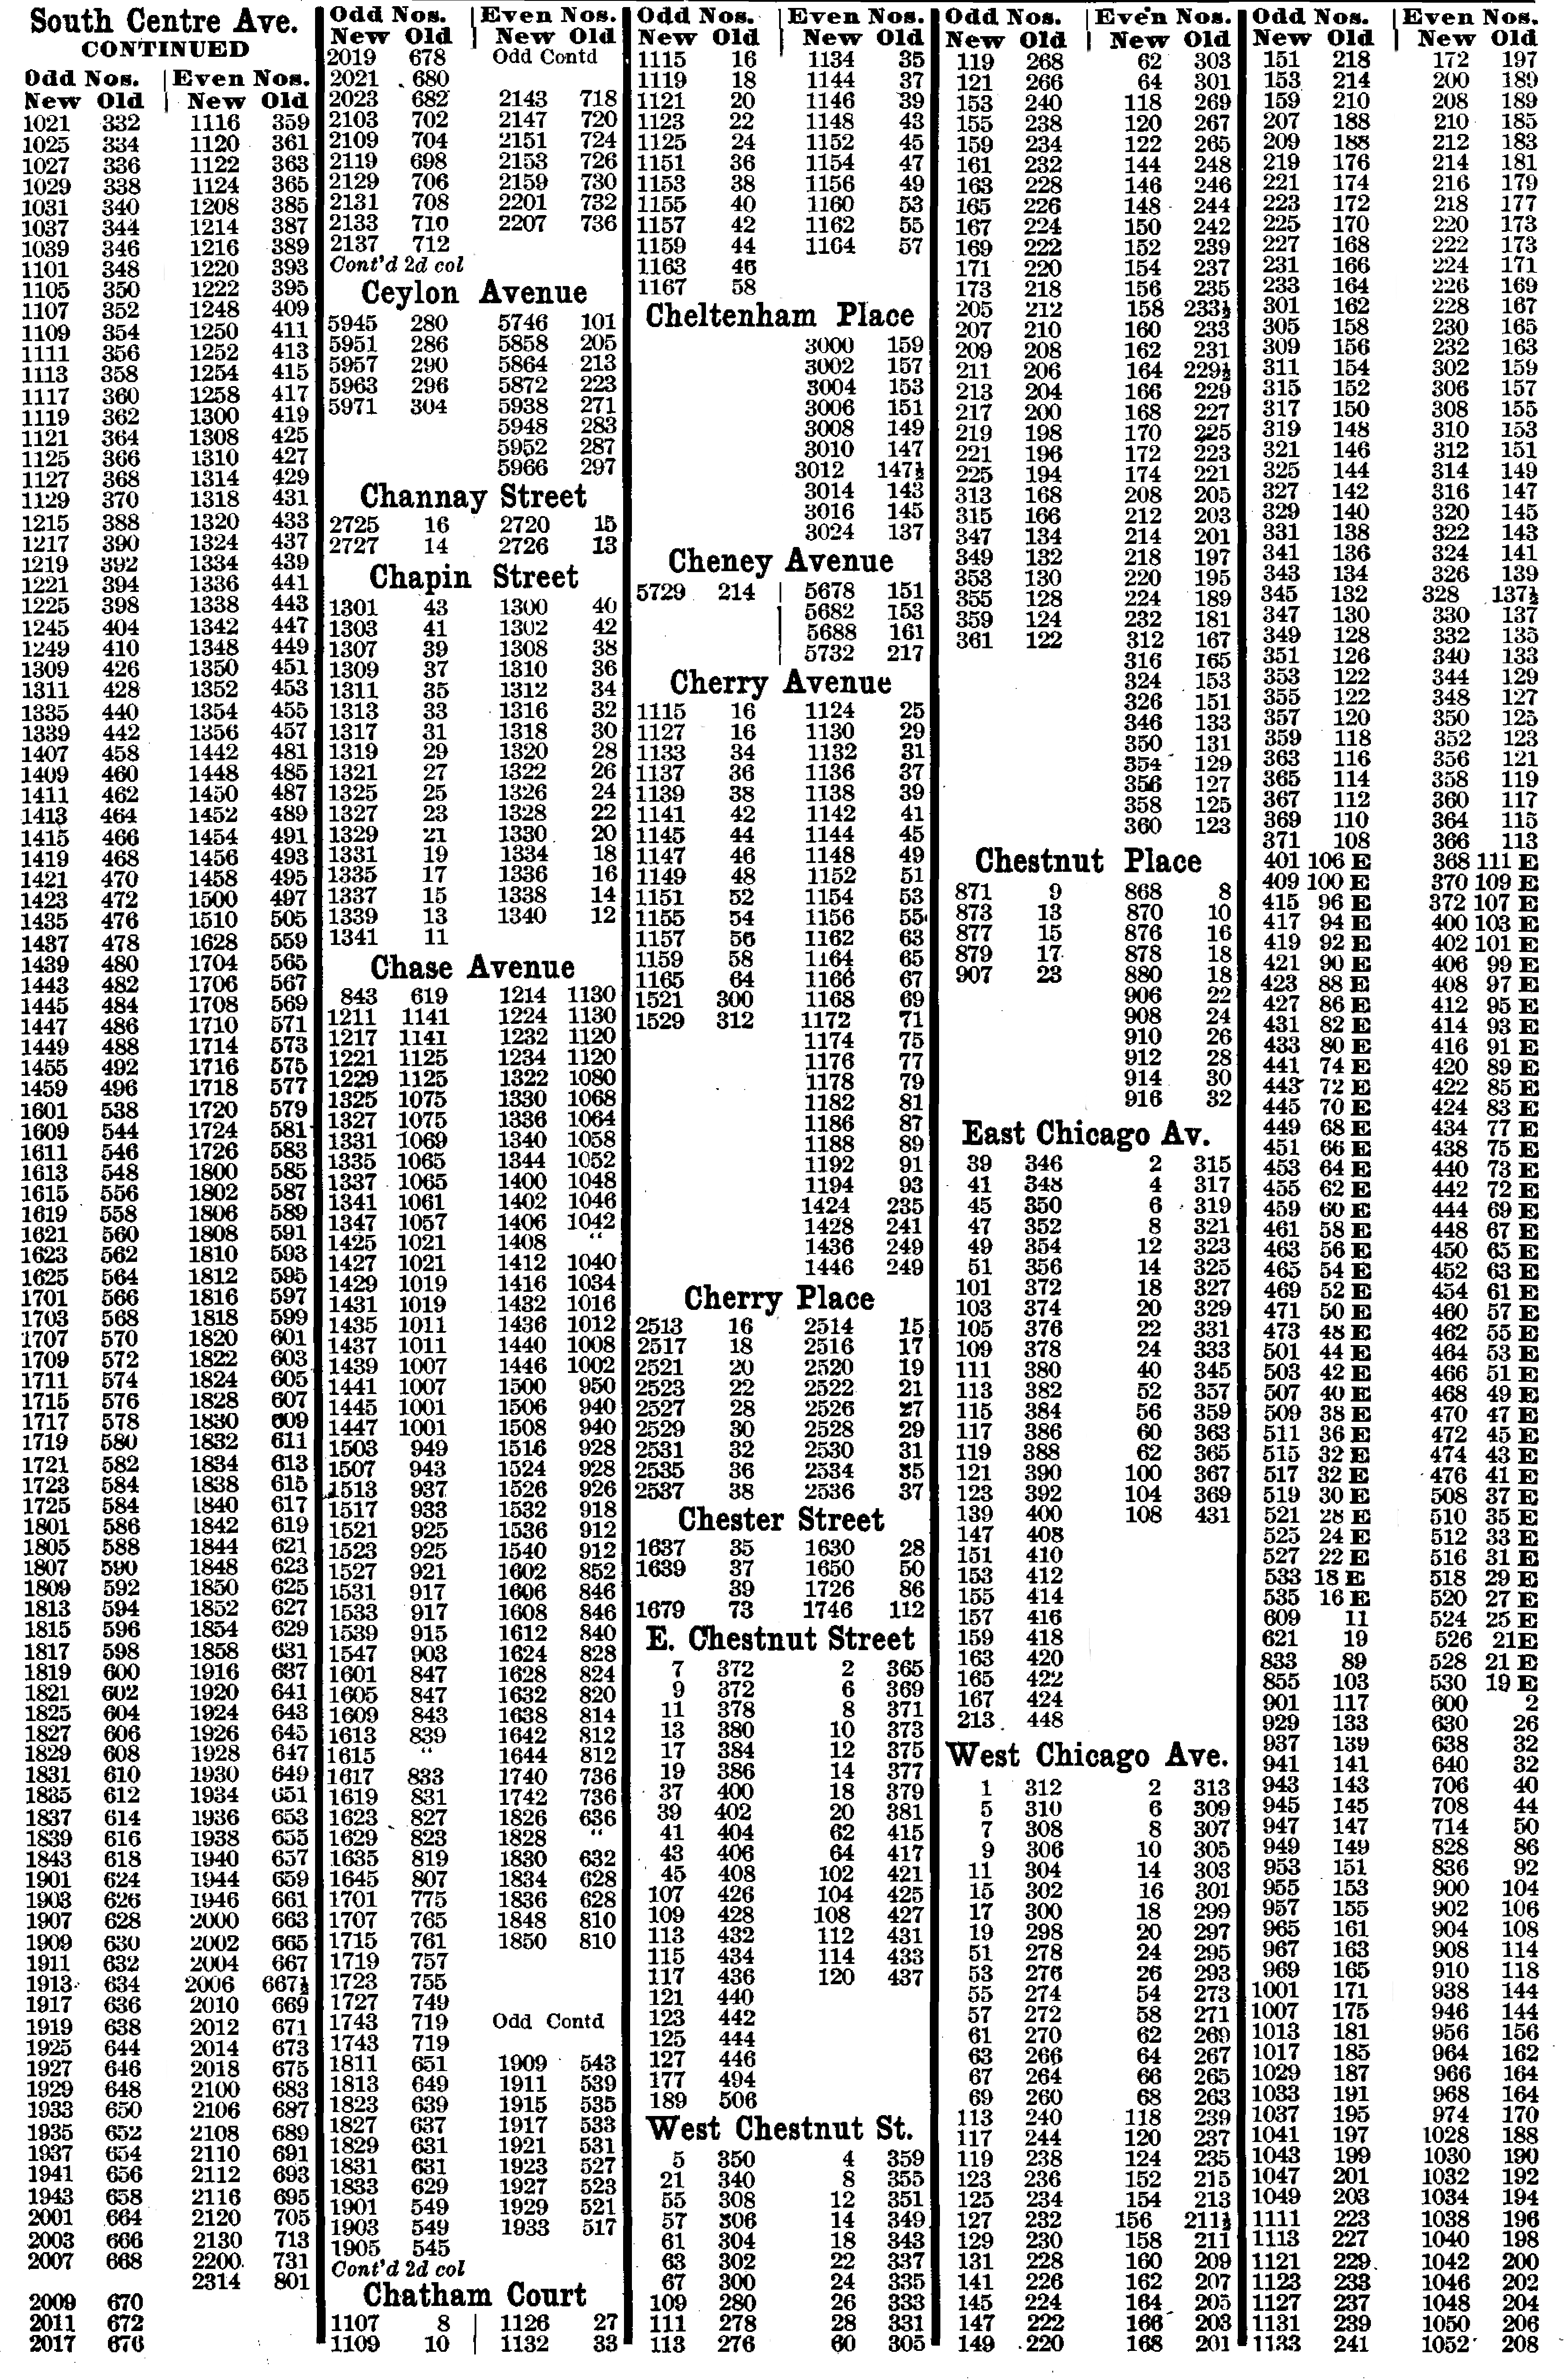 South Centre Ave.
CONTINUED
Odd Nos. | Even Nos.
New Old | New Old
1021 332 1116 359
1025 334 1120 361
1027 336 1122 363
1029 338 1124 365
1031 340 1208 385
1037 344 1214 387
1039 346 1216 389
1101 348 1220 393
1105 350 1222 395
1107 352 1248 409
1109 354 1250 411
1111 356 1252 413
1113 358 1254 415
1117 360 1258 417
1119 362 1300 419
1121 364 1308 425
1125 366 1310 427
1127 368 1314 429
1129 370 1318 431
1215 388 1320 433
1217 390 1324 437
1219 392 1334 439
1221 394 1336 441
1225 398 1338 443
1245 404 1342 447
1249 410 1348 449
1309 426 1350 451
1311 428 1352 453
1335 440 1354 455
1339 442 1356 457
1407 458 1442 481
1409 460 1448 485
1411 462 1450 487
1413 464 1452 489
1415 466 1454 491
1419 468 1456 493
1421 470 1458 495
1423 472 1500 497
1435 476 1510 505
1437 478 1628 559
1439 480 1704 565
1443 482 1706 567
1445 484 1708 569
1447 486 1710 571
1449 488 1714 573
1455 492 1716 575
1459 496 1718 577
1601 538 1720 579
1609 544 1724 581
1611 546 1726 583
1613 548 1800 585
1615 556 1802 587
1619 558 1806 589
1621 560 1808 591
1623 562 1810 593
1625 564 1812 595
1701 566 1816 597
1703 568 1818 599
1707 570 1820 601
1709 572 1822 603
1711 574 1824 605
1715 576 1828 607
1717 578 1830 609
1719 580 1832 611
1721 582 1834 613
1723 584 1838 615
1725 584 1840 617
1801 586 1842 619
1805 588 1844 621
1807 590 1848 623
1809 592 1850 625
1813 594 1852 627
1815 596 1854 629
1817 598 1858 631
1819 600 1916 637
1821 602 1920 641
1825 604 1924 643
1827 606 1926 645
1829 608 1928 647
1831 610 1930 649
1835 612 1934 651
1837 614 1936 653
1839 616 1938 655
1843 618 1940 657
1901 624 1944 659
1903 626 1946 661
1907 628 2000 663
1909 630 2002 665
1911 632 2004 667
1913 634 2006 667½
1917 636 2010 669
1919 638 2012 671
1925 644 2014 673
1927 646 2018 675
1929 648 2100 683
1933 650 2106 687
1935 652 2108 689
1937 654 2110 691
1941 656 2112 693
1943 658 2116 695
2001 664 2120 705
2003 666 2130 713
2007 668 2200 731
2314 801
2009 670
2011 672
2017 676
Odd Nos. | Even Nos.
New Old | New Old
2019 678 Odd Contd
2021 680
2023 682 2143 718
2103 702 2147 720
2109 704 2151 724
2119 698 2153 726
2129 706 2159 730
2131 708 2201 732
2133 710 2207 736
2137 712
Cont'd 2d col
Ceylon Avenue
5945 280 5746 101
5951 286 5858 205
5957 290 5864 213
5963 296 5872 223
5971 304 5938 271
5948 283
5952 287
5966 297
Channay Street
2725 16 2720 15
2727 14 2726 13
Chapin Street
1301 43 1300 40
1303 41 1302 42
1307 39 1308 38
1309 37 1310 36
1311 35 1312 34
1313 33 1316 32
1317 31 1318 30
1319 29 1320 28
1321 27 1322 26
1325 25 1326 24
1327 23 1328 22
1329 21 1330 20
1331 19 1334 18
1335 17 1336 16
1337 15 1338 14
1339 13 1340 12
1341 11
Chase Avenue
843 619 1214 1130
1211 1141 1224 1130
1217 1141 1232 1120
1221 1125 1234 1120
1229 1125 1322 1080
1325 1075 1330 1068
1327 1075 1336 1064
1331 1069 1340 1058
1335 1065 1344 1052
1337 1065 1400 1048
1341 1061 1402 1046
1347 1057 1406 1042
1425 1021 1408 "
1427 1021 1412 1040
1429 1019 1416 1034
1431 1019 1432 1016
1435 1011 1436 1012
1437 1011 1440 1008
1439 1007 1446 1002
1441 1007 1500 950
1445 1001 1506 940
1447 1001 1508 940
1503 949 1516 928
1507 943 1524 928
1513 937 1526 926
1517 933 1532 918
1521 925 1536 912
1523 925 1540 912
1527 921 1602 852
1531 917 1606 846
1533 917 1608 846
1539 915 1612 840
1547 903 1624 828
1601 847 1628 824
1605 847 1632 820
1609 843 1638 814
1613 839 1642 812
1615 " 1644 812
1617 833 1740 736
1619 831 1742 736
1623 827 1826 636
1629 823 1828 "
1635 819 1830 632
1645 807 1834 628
1701 775 1836 628
1707 765 1848 810
1715 761 1850 810
1719 757
1723 755
1727 749
1743 719 Odd Contd
1743 719
1811 651 1909 543
1813 649 1911 539
1823 639 1915 535
1827 637 1917 533
1829 631 1921 531
1831 631 1923 527
1833 629 1927 523
1901 549 1929 521
1903 549 1933 517
1905 545
Cont'd 2d col
Chatham Court
1107 8 | 1126 27
1109 10 | 1132 33
Odd Nos. | Even Nos.
New Old | New Old
1115 16 1134 35
1119 18 1144 37
1121 20 1146 39
1123 22 1148 43
1125 24 1152 45
1151 36 1154 47
1153 38 1156 49
1155 40 1160 53
1157 42 1162 55
1159 44 1164 57
1163 46
1167 58
Cheltenham Place
3000 159
3002 157
3004 153
3006 151
3008 149
3010 147
3012 147½
3014 143
3016 145
3024 137
Cheney Avenue
5729 214 | 5678 151
5682 153
5688 161
5732 217
Cherry Avenue
1115 16 1124 25
1127 16 1130 29
1133 34 1132 31
1137 36 1136 37
1139 38 1138 39
1141 42 1142 41
1145 44 1144 45
1147 46 1148 49
1149 48 1152 51
1151 52 1154 53
1155 54 1156 55
1157 56 1162 63
1159 58 1164 65
1165 64 1166 67
1521 300 1168 69
1529 312 1172 71
1174 75
1176 77
1178 79
1182 81
1186 87
1188 89
1192 91
1194 93
1424 235
1428 241
1436 249
1446 249
Cherry Place
2513 16 2514 15
2517 18 2516 17
2521 20 2520 19
2523 22 2522 21
2527 28 2526 27
2529 30 2528 29
2531 32 2530 31
2535 36 2534 35
2537 38 2536 37
Chester Street
1637 35 1630 28
1639 37 1650 50
39 1726 86
1679 73 1746 112
E. Chestnut Street
7 372 2 365
9 372 6 369
11 378 8 371
13 380 10 373
17 384 12 375
19 386 14 377
37 400 18 379
39 402 20 381
41 404 62 415
43 406 64 417
45 408 102 421
107 426 104 425
109 428 108 427
113 432 112 431
115 434 114 433
117 436 120 437
121 440
123 442
125 444
127 446
177 494
189 506
West Chestnut St.
5 350 4 359
21 340 8 355
55 308 12 351
57 306 14 349
61 304 18 343
63 302 22 337
67 300 24 335
109 280 26 333
111 278 28 331
113 276 60 305
Odd Nos. | Even Nos.
New Old | New Old
119 268 62 303
121 266 64 301
153 240 118 269
155 238 120 267
159 234 122 265
161 232 144 248
163 228 146 246
165 226 148 244
167 224 150 242
169 222 152 239
171 220 154 237
173 218 156 235
205 212 158 233½
207 210 160 233
209 208 162 231
211 206 164 229½
213 204 166 229
217 200 168 227
219 198 170 225
221 196 172 223
225 194 174 221
313 168 208 205
315 166 212 203
347 134 214 201
349 132 218 197
353 130 220 195
355 128 224 189
359 124 232 181
361 122 312 167
316 165
324 153
326 151
346 133
350 131
354 129
356 127
358 125
360 123
Chestnut Place
871 9 868 8
873 13 870 10
877 15 876 16
879 17 878 18
907 23 880 18
906 22
908 24
910 26
912 28
914 30
916 32
East Chicago Av.
39 346 2 315
41 348 4 317
45 350 6 319
47 352 8 321
49 354 12 323
51 356 14 325
101 372 18 327
103 374 20 329
105 376 22 331
109 378 24 333
111 380 40 345
113 382 52 357
115 384 56 359
117 386 60 363
119 388 62 365
121 390 100 367
123 392 104 369
139 400 108 431
147 408
151 410
153 412
155 414
157 416
159 418
163 420
165 422
167 424
213 448
West Chicago Ave.
1 312 2 313
5 310 6 309
7 308 8 307
9 306 10 305
11 304 14 303
15 302 16 301
17 300 18 299
19 298 20 297
51 278 24 295
53 276 26 293
55 274 54 273
57 272 58 271
61 270 62 269
63 266 64 267
67 264 66 265
69 260 68 263
113 240 118 239
117 244 120 237
119 238 124 235
123 236 152 215
125 234 154 213
127 232 156 211½
129 230 158 211
131 228 160 209
141 226 162 207
145 224 164 205
147 222 166 203
149 220 168 201
Odd Nos. | Even Nos.
New Old | New Old
151 218 172 197
153 214 200 189
159 210 208 189
207 188 210 185
209 188 212 183
219 176 214 181
221 174 216 179
223 172 218 177
225 170 220 173
227 168 222 173
231 166 224 171
233 164 226 169
301 162 228 167
305 158 230 165
309 156 232 163
311 154 302 159
315 152 306 157
317 150 308 155
319 148 310 153
321 146 312 151
325 144 314 149
327 142 316 147
329 140 320 145
331 138 322 143
341 136 324 141
343 134 326 139
345 132 328 137½
347 130 330 137
349 128 332 135
351 126 340 133
353 122 344 129
355 122 348 127
357 120 350 125
359 118 352 123
363 116 356 121
365 114 358 119
367 112 360 117
369 110 364 115
371 108 366 113
401 106 E 368 111 E
409 100 E 370 109 E
415 96 E 372 107 E
417 94 E 400 103 E
419 92 E 402 101 E
421 90 E 406 99 E
423 88 E 408 97 E
427 86 E 412 95 E
431 82 E 414 93 E
433 80 E 416 91 E
441 74 E 420 89 E
443 72 E 422 85 E
445 70 E 424 83 E
449 68 E 434 77 E
451 66 E 438 75 E
453 64 E 440 73 E
455 62 E 442 72 E
459 60 E 444 69 E
461 58 E 448 67 E
463 56 E 450 65 E
465 54 E 452 63 E
469 52 E 454 61 E
471 50 E 460 57 E
473 48 E 462 55 E
501 44 E 464 53 E
503 42 E 466 51 E
507 40 E 468 49 E
509 38 E 470 47 E
511 36 E 472 45 E
515 32 E 474 43 E
517 32 E 476 41 E
519 30 E 508 37 E
521 28 E 510 35 E
525 24 E 512 33 E
527 22 E 516 31 E
533 18 E 518 29 E
535 16 E 520 27 E
609 11 524 25 E
621 19 526 21E
833 89 528 21 E
855 103 530 19 E
901 117 600 2
929 133 630 26
937 139 638 32
941 141 640 32
943 143 706 40
945 145 708 44
947 147 714 50
949 149 828 86
953 151 836 92
955 153 900 104
957 155 902 106
965 161 904 108
967 163 908 114
969 165 910 118
1001 171 938 144
1007 175 946 144
1013 181 956 156
1017 185 964 162
1029 187 966 164
1033 191 968 164
1037 195 974 170
1041 197 1028 188
1043 199 1030 190
1047 201 1032 192
1049 203 1034 194
1111 223 1038 196
1113 227 1040 198
1121 229 1042 200
1123 233 1046 202
1127 237 1048 204
1131 239 1050 206
1133 241 1052 208